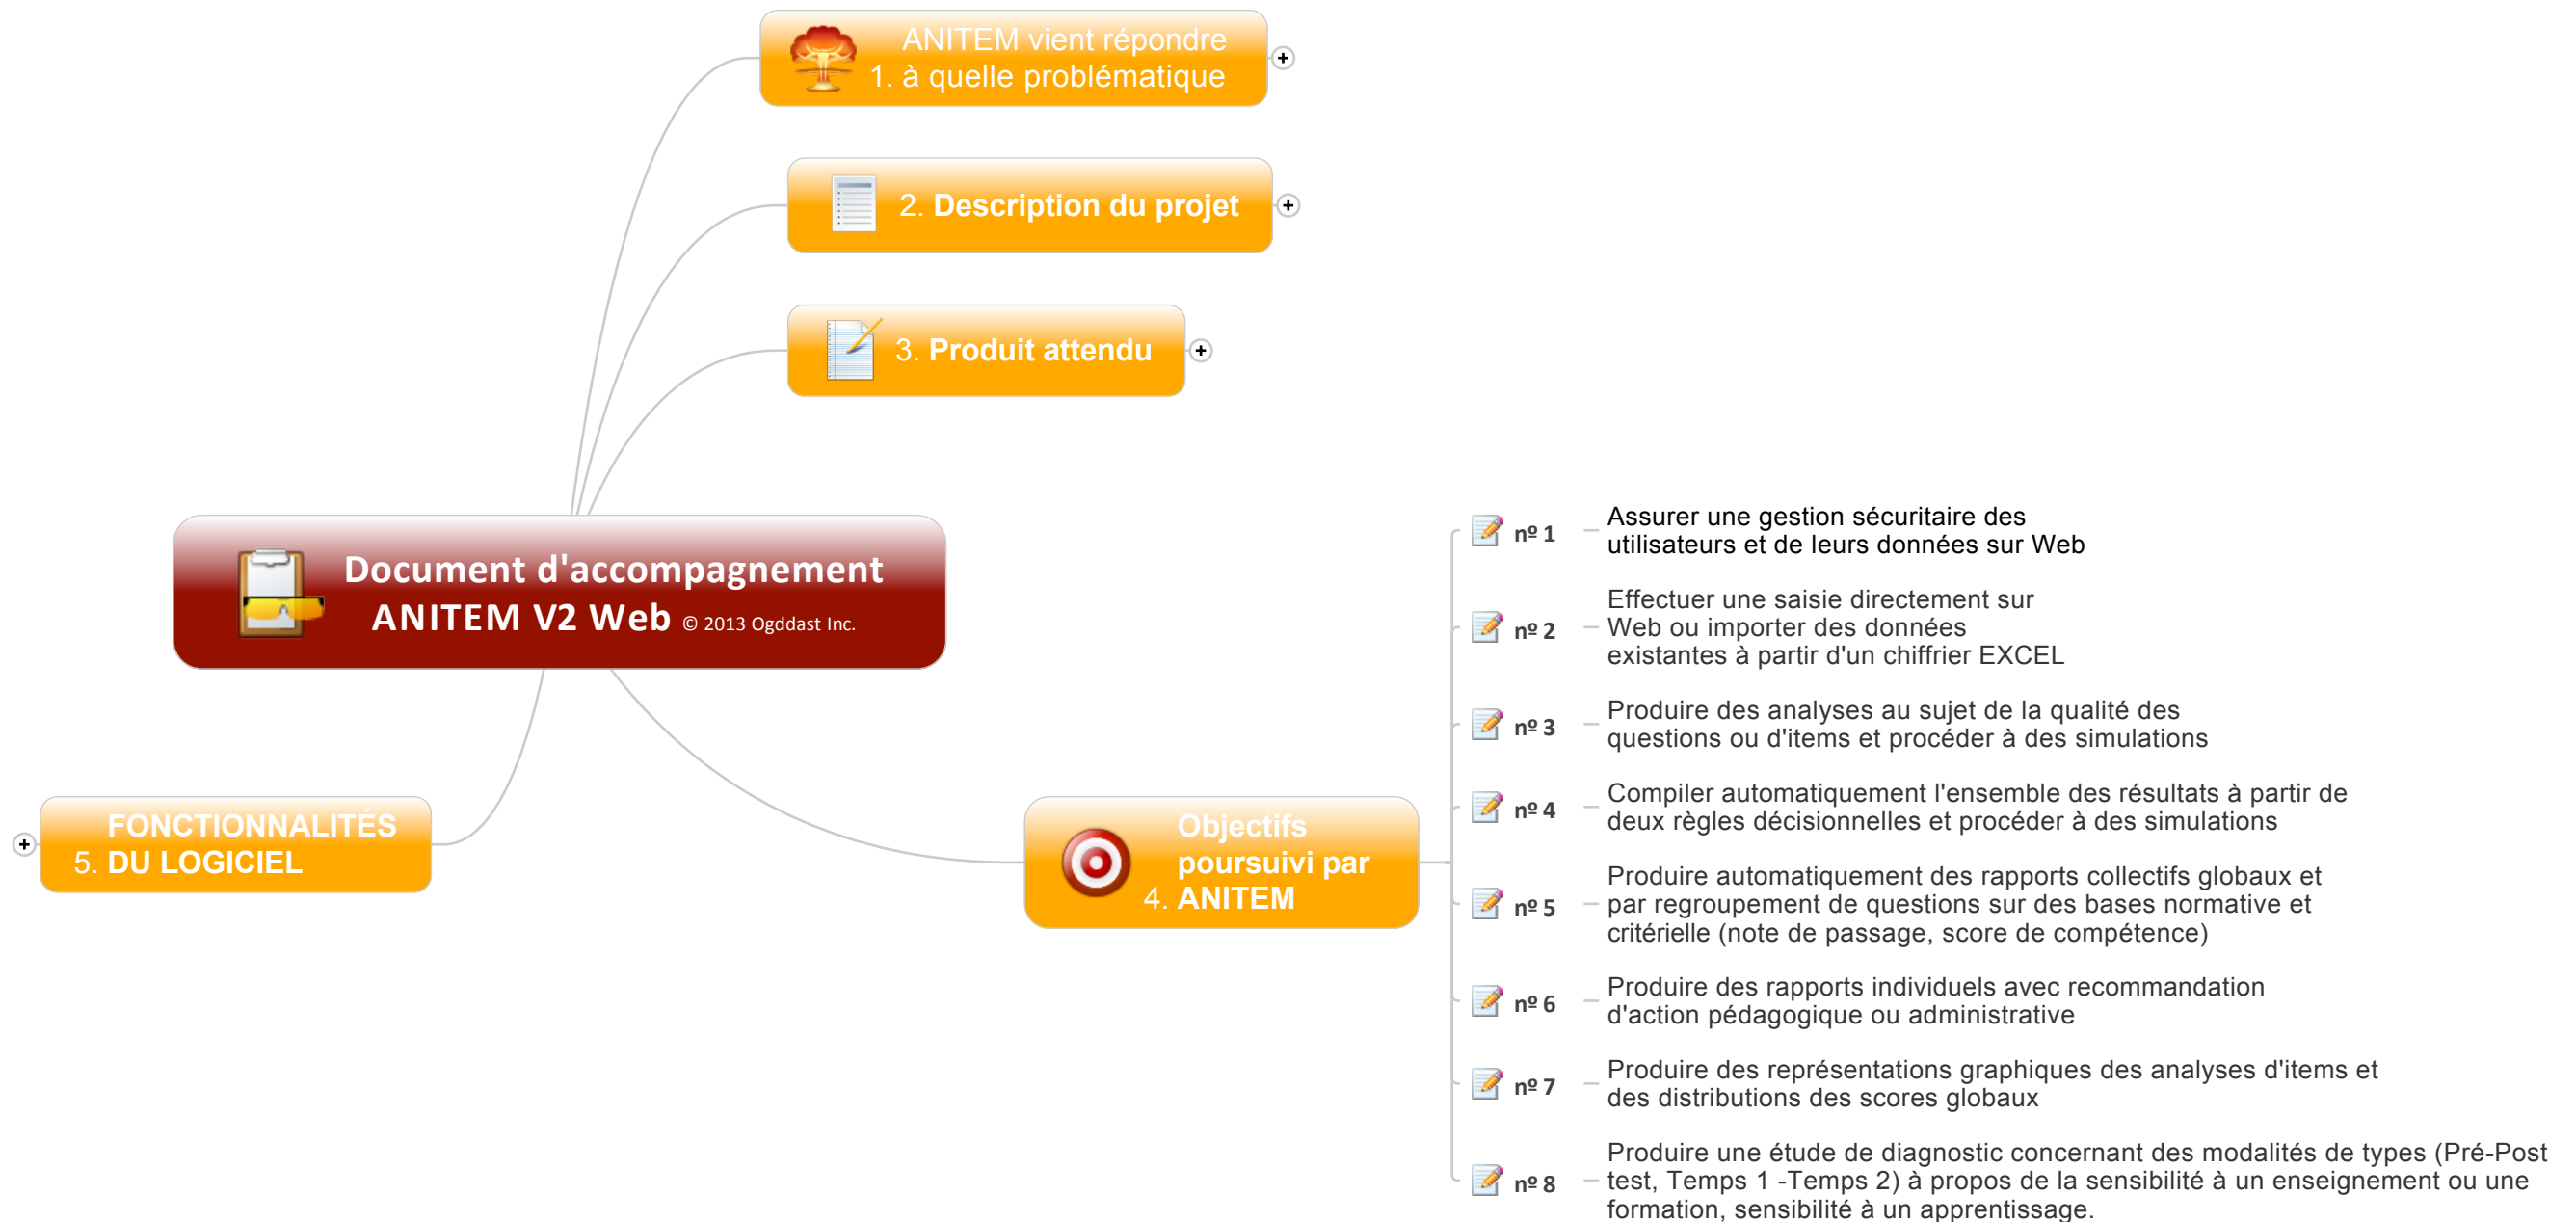 ANITEM vient répondre
1. à quelle problématique
2. Description du projet
3. Produit attendu
Document d'accompagnement
ANITEM V2 Web © 2013 Ogddast Inc.
FONCTIONNALITÉS
5. DU LOGICIEL
Objectifs
poursuivi par
4. ANITEM
nº 1
Assurer une gestion sécuritaire des
utilisateurs et de leurs données sur Web
nº 2
Effectuer une saisie directement sur
Web ou importer des données
existantes à partir d'un chiffrier EXCEL
nº 3
Produire des analyses au sujet de la qualité des
questions ou d'items et procéder à des simulations
nº 4
Compiler automatiquement l'ensemble des résultats à partir de
deux règles décisionnelles et procéder à des simulations
nº 5
Produire automatiquement des rapports collectifs globaux et
par regroupement de questions sur des bases normative et
critérielle (note de passage, score de compétence)
nº 6
Produire des rapports individuels avec recommandation
d'action pédagogique ou administrative
nº 7
Produire des représentations graphiques des analyses d'items et
des distributions des scores globaux
nº 8
Produire une étude de diagnostic concernant des modalités de types (Pré-Post
test, Temps 1 -Temps 2) à propos de la sensibilité à un enseignement ou une
formation, sensibilité à un apprentissage.